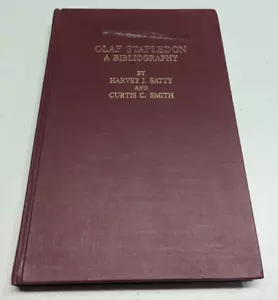 OLAF STAPLEDON
A BIBLIOGRAPHY
BY
HARVEY J. SATTY
AND
CURTIS C. SMITH